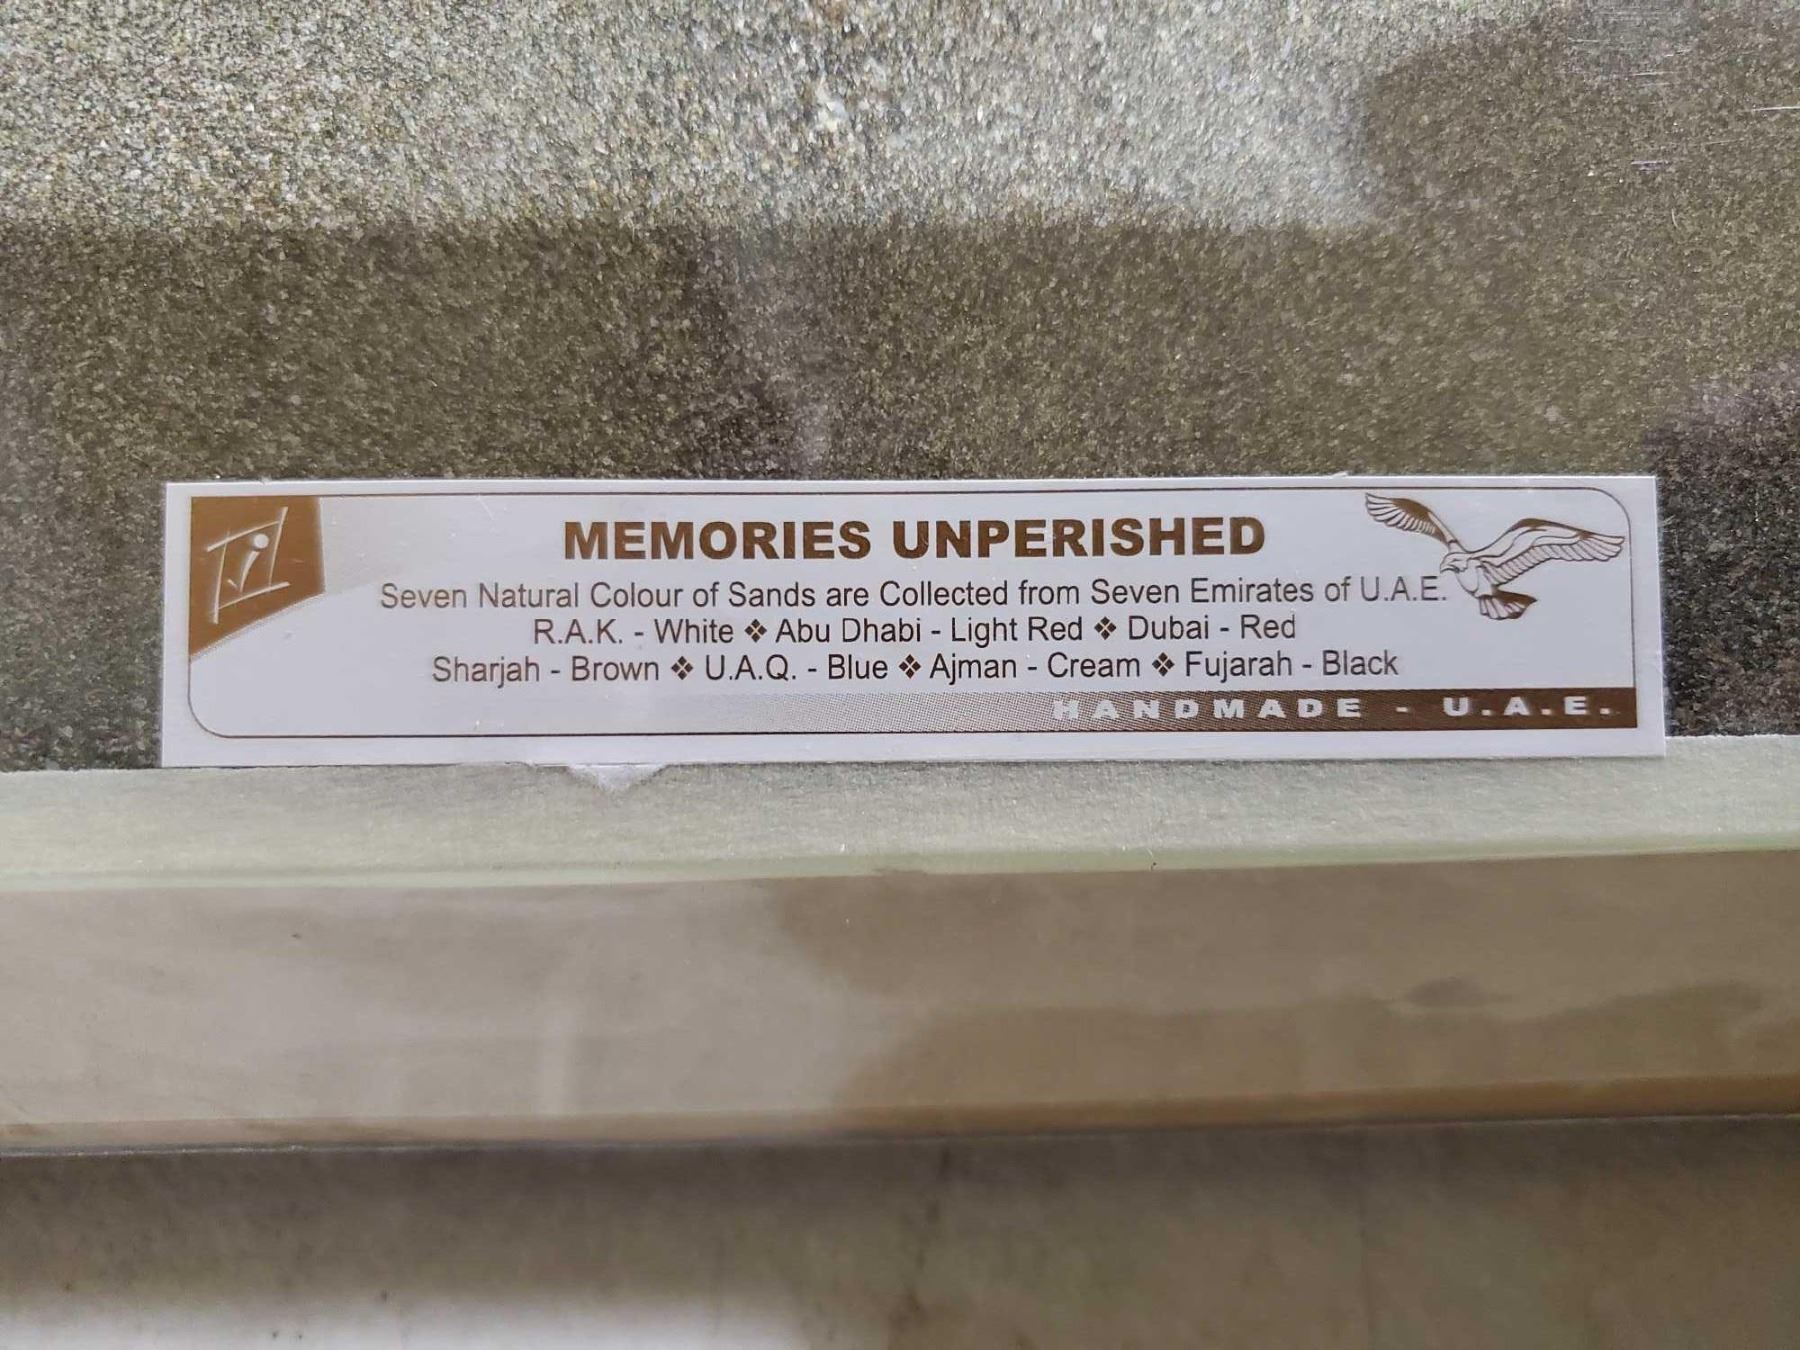 MEMORIES UNPERISHED
Seven Natural Colour of Sands are Collected from Seven Emirates of U.A.E.
R.A.K. - White ❖ Abu Dhabi - Light Red ❖ Dubai - Red
Sharjah - Brown ❖ U.A.Q. - Blue ❖ Ajman - Cream ❖ Fujarah - Black
HANDMADE - U.A.E.